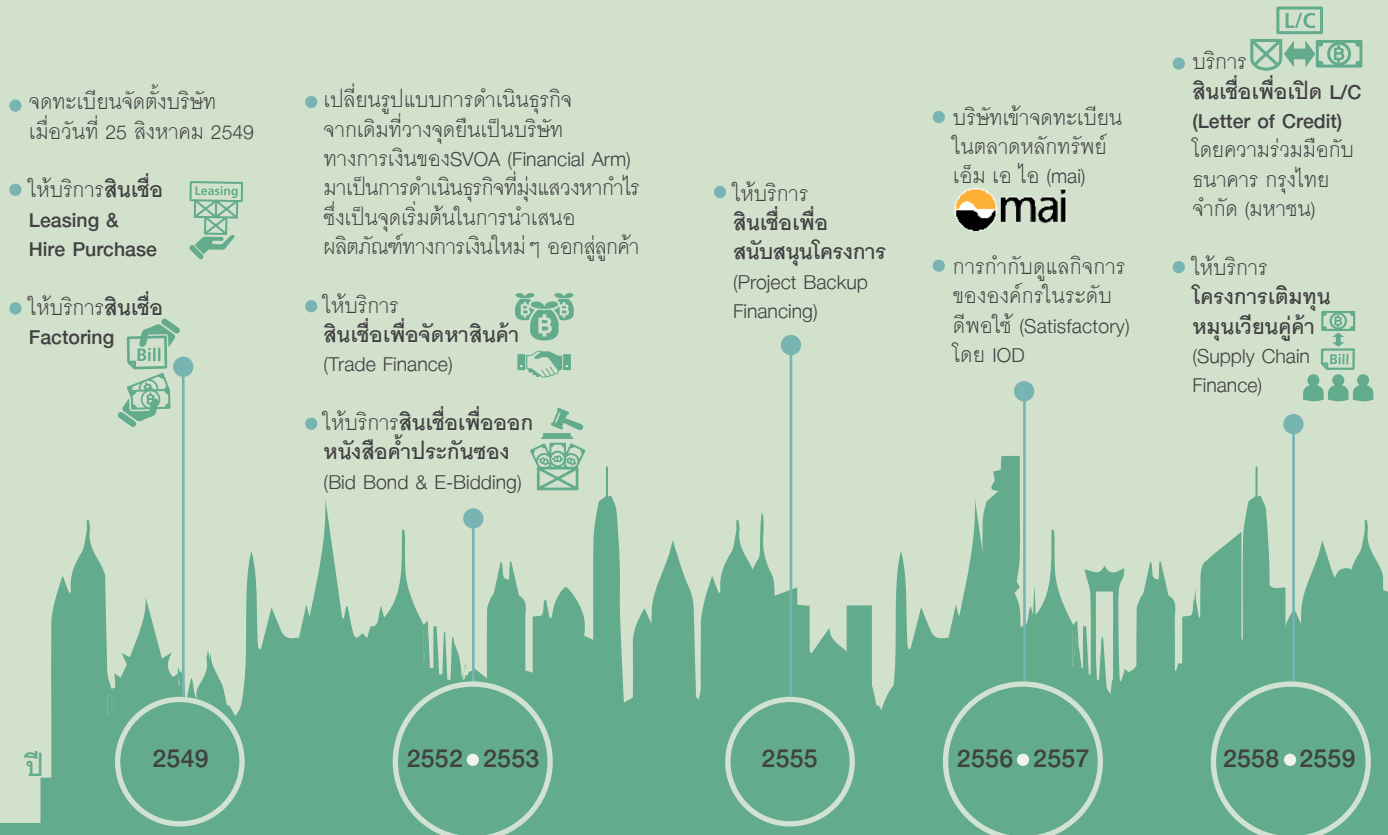 จดทะเบียนจัดตั้งบริษัท
เมื่อวันที่ 25 สิงหาคม 2549
ให้บริการสินเชื่อ
Leasing &
Hire Purchase
Leasing
ให้บริการสินเชื่อ
Factoring
Bill
เปลี่ยนรูปแบบการดำเนินธุรกิจ
จากเดิมที่วางจุดยืนเป็นบริษัท
ทางการเงินของSVOA (Financial Arm)
มาเป็นการดำเนินธุรกิจที่มุ่งแสวงหากำไร
ซึ่งเป็นจุดเริ่มต้นในการนำเสนอ
ผลิตภัณฑ์ทางการเงินใหม่ ๆ ออกสู่ลูกค้า
ให้บริการ
สินเชื่อเพื่อจัดหาสินค้า
(Trade Finance)
ให้บริการสินเชื่อเพื่อออก
หนังสือค้ำประกันซอง
(Bid Bond & E-Bidding)
ให้บริการ
สินเชื่อเพื่อ
สนับสนุนโครงการ
(Project Backup
Financing)
บริษัทเข้าจดทะเบียน
ในตลาดหลักทรัพย์
เอ็ม เอ ไอ (mai)
mai
การกำกับดูแลกิจการ
ขององค์กรในระดับ
ดีพอใช้ (Satisfactory)
โดย IOD
L/C
บริการ
สินเชื่อเพื่อเปิด L/C
(Letter of Credit)
โดยความร่วมมือกับ
ธนาคาร กรุงไทย
จำกัด (มหาชน)
ให้บริการ
โครงการเติมทุน
หมุนเวียนคู่ค้า
(Supply Chain
Finance)
Bill
ปี
2549
2552 • 2553
2555
2556 • 2557
2558 • 2559